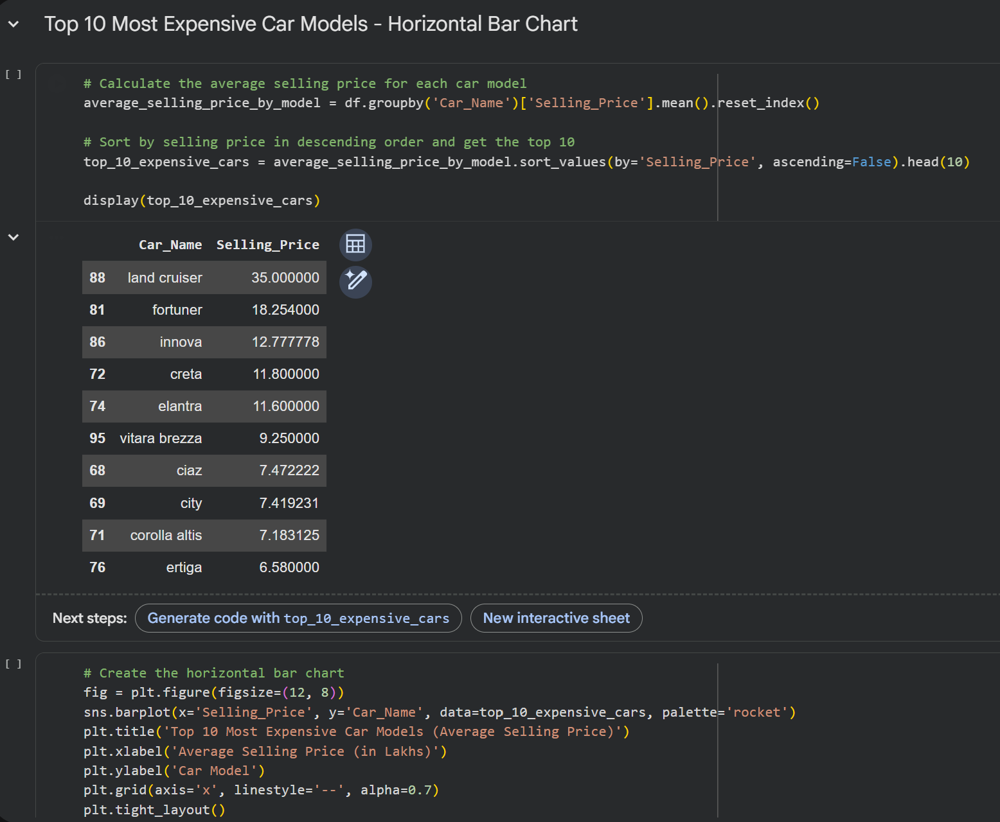 Top 10 Most Expensive Car Models - Horizontal Bar Chart
[ ]
# Calculate the average selling price for each car model
average_selling_price_by_model = df.groupby('Car_Name')['Selling_Price'].mean().reset_index()
# Sort by selling price in descending order and get the top 10
top_10_expensive_cars = average_selling_price_by_model.sort_values(by='Selling_Price', ascending=False).head(10)
display(top_10_expensive_cars)
Car_Name Selling_Price
88 land cruiser 35.000000
81 fortuner 18.254000
86 innova 12.777778
72 creta 11.800000
74 elantra 11.600000
95 vitara brezza 9.250000
68 ciaz 7.472222
69 city 7.419231
71 corolla altis 7.183125
76 ertiga 6.580000
Next steps: Generate code with top_10_expensive_cars New interactive sheet
[ ]
# Create the horizontal bar chart
fig = plt.figure(figsize=(12, 8))
sns.barplot(x='Selling_Price', y='Car_Name', data=top_10_expensive_cars, palette='rocket')
plt.title('Top 10 Most Expensive Car Models (Average Selling Price)')
plt.xlabel('Average Selling Price (in Lakhs)')
plt.ylabel('Car Model')
plt.grid(axis='x', linestyle='--', alpha=0.7)
plt.tight_layout()